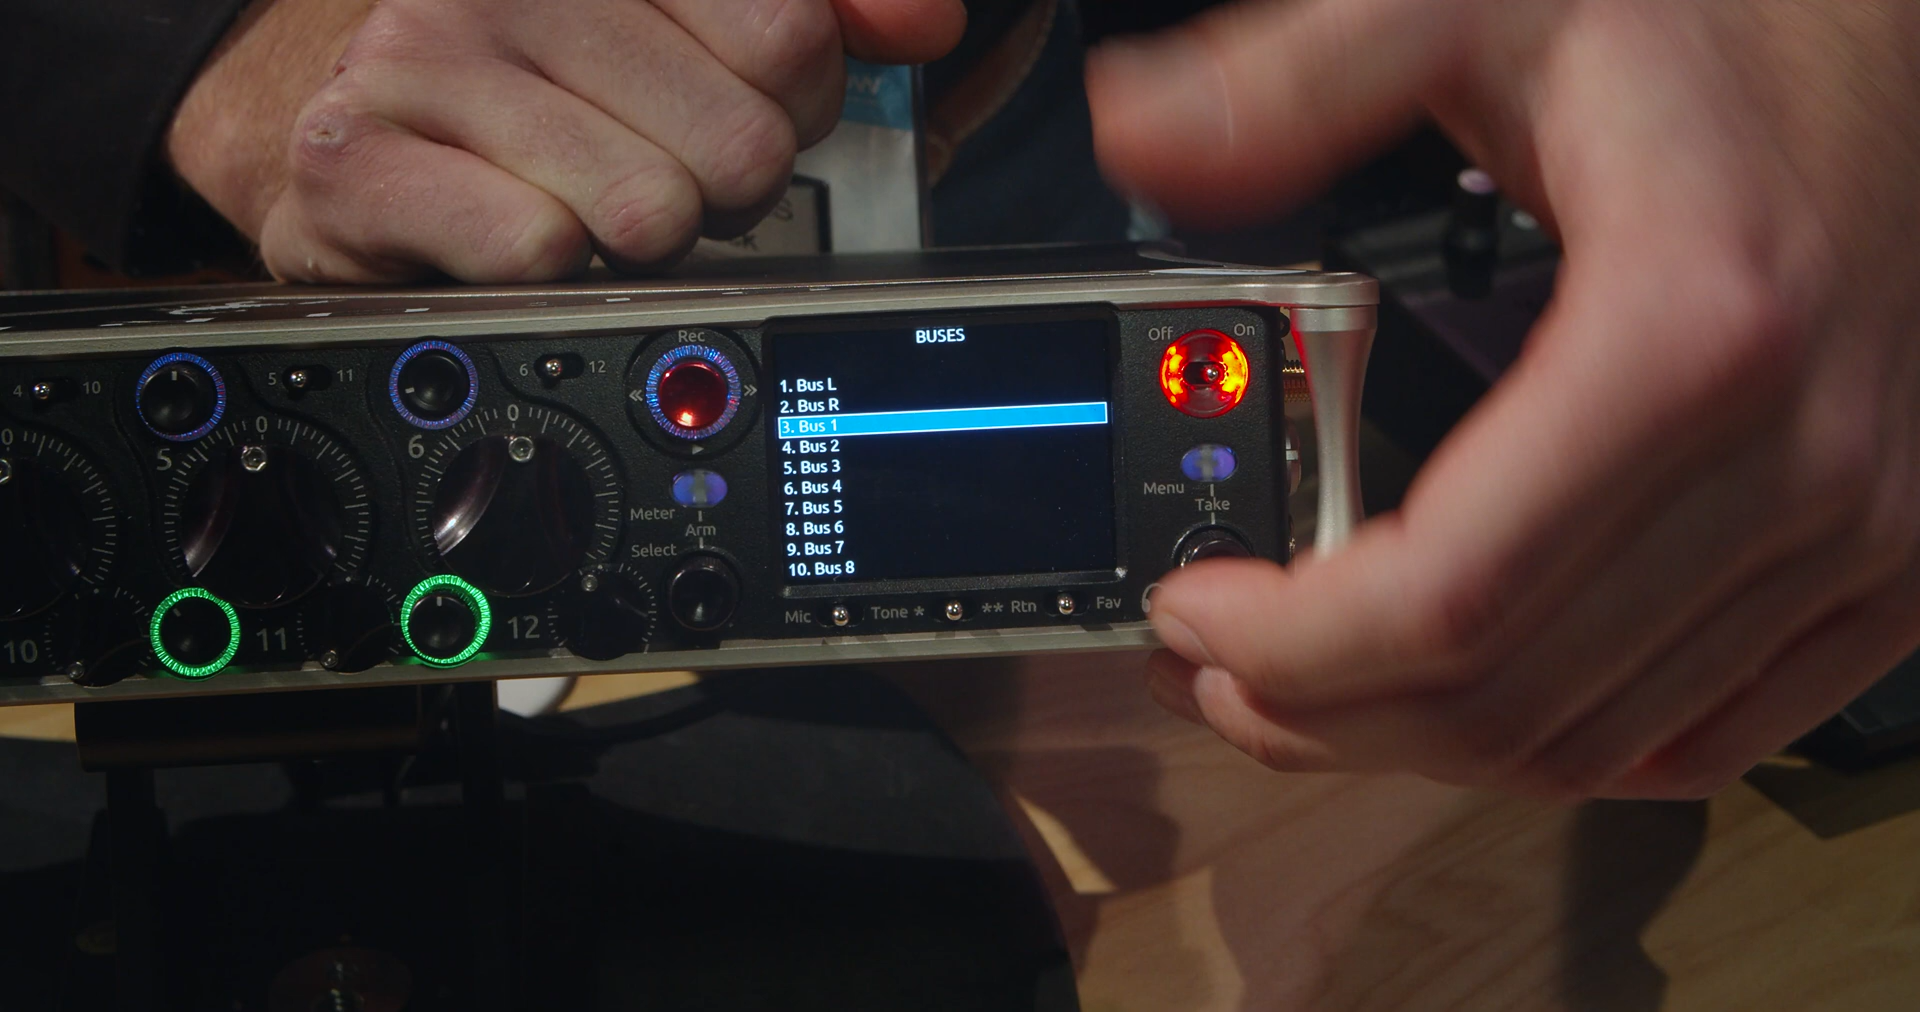 Rec
BUSES
Off On
4 10
5 11
6 12
1. Bus L
2. Bus R
3. Bus 1
4. Bus 2
5. Bus 3
6. Bus 4
7. Bus 5
8. Bus 6
9. Bus 7
10. Bus 8
0
5
0
6
0
Meter
Arm
Select
Menu
Take
Mic Tone * ** Rtn Fav
10
11
12